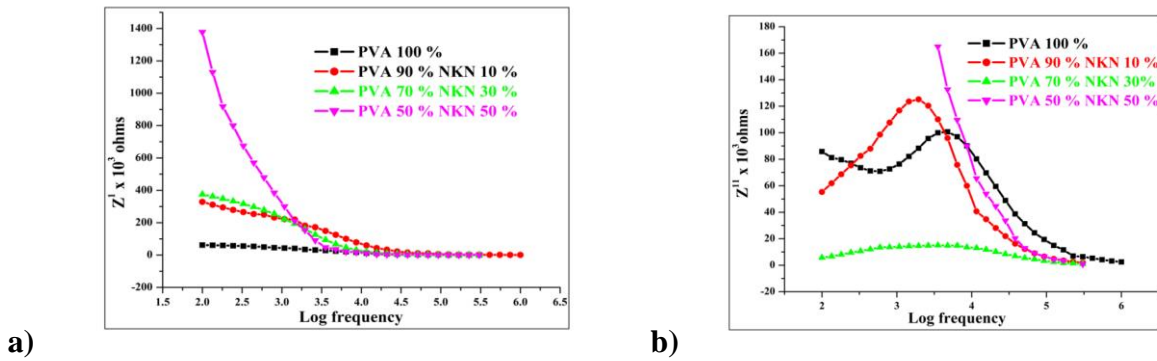 1400
1200
1000
800
600
400
200
0
-200
Z¹ x 10³ ohms
PVA 100 %
PVA 90 % NKN 10 %
PVA 70 % NKN 30 %
PVA 50 % NKN 50 %
1.5 2.0 2.5 3.0 3.5 4.0 4.5 5.0 5.5 6.0 6.5
Log frequency
a)
180
160
140
120
100
80
60
40
20
0
-20
Z¹¹ x 10³ ohms
PVA 100 %
PVA 90 % NKN 10 %
PVA 70 % NKN 30%
PVA 50 % NKN 50 %
2 3 4 5 6
Log frequency
b)